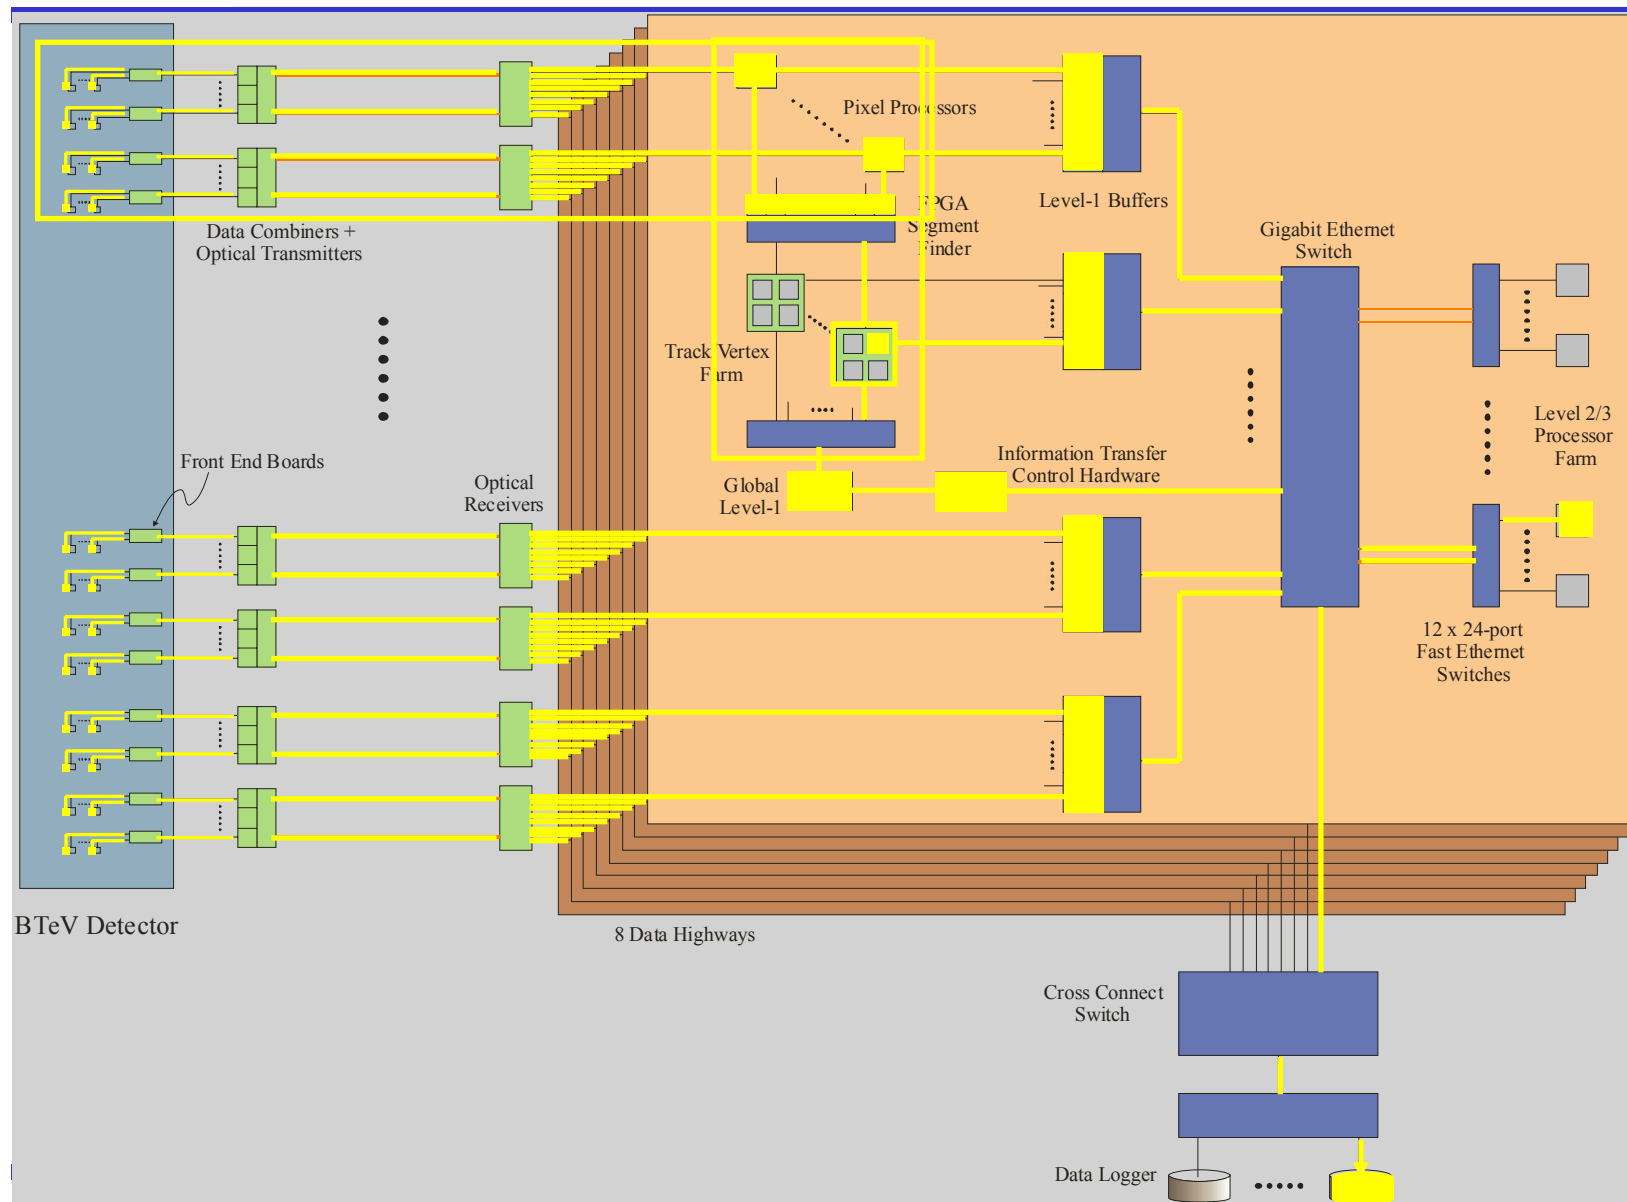 Pixel Processors
FPGA
Segment
Finder
Level-1 Buffers
Data Combiners +
Optical Transmitters
Gigabit Ethernet
Switch
Track/Vertex
Farm
Level 2/3
Processor
Farm
Front End Boards
Optical
Receivers
Information Transfer
Control Hardware
Global
Level-1
12 x 24-port
Fast Ethernet
Switches
BTeV Detector
8 Data Highways
Cross Connect
Switch
Data Logger